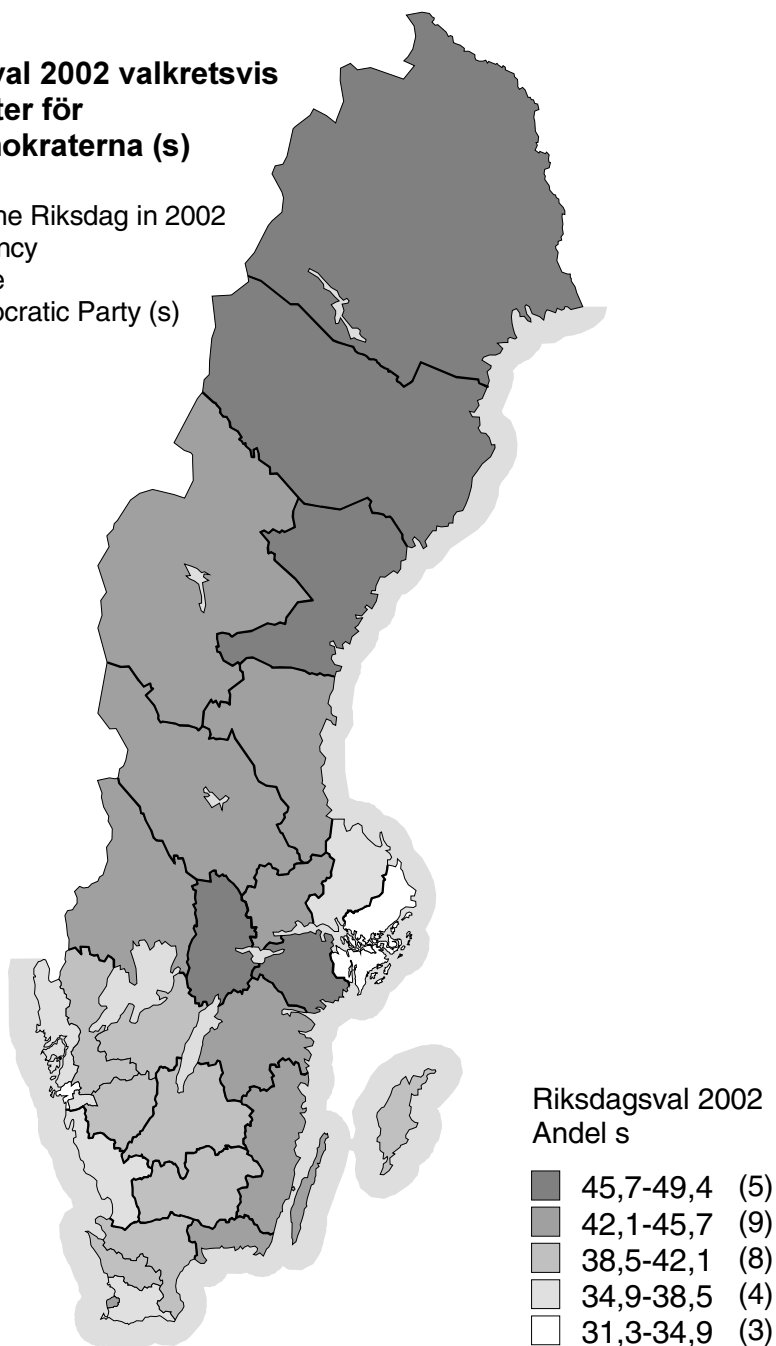 val 2002 valkretsvis
ter för
okraterna (s)
he Riksdag in 2002
ncy
e
ocratic Party (s)
Riksdagsval 2002
Andel s
45,7-49,4 (5)
42,1-45,7 (9)
38,5-42,1 (8)
34,9-38,5 (4)
31,3-34,9 (3)